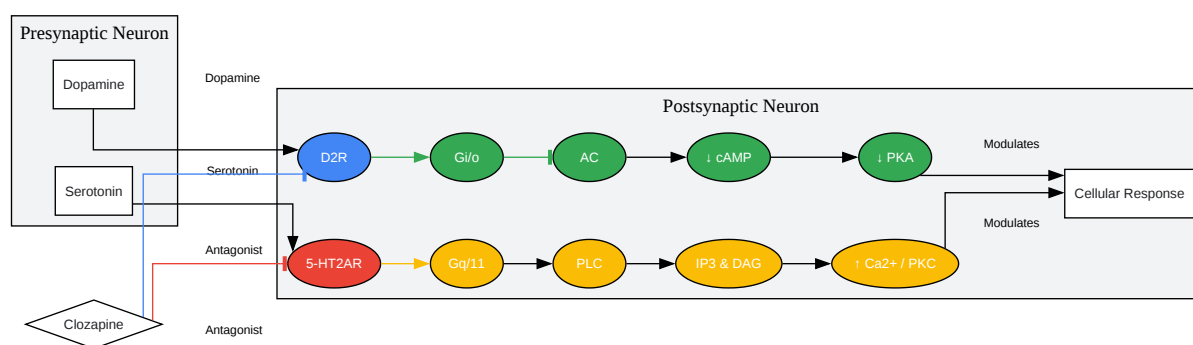 Presynaptic Neuron
Dopamine
Serotonin
Clozapine
Dopamine
Serotonin
Antagonist
Antagonist
Postsynaptic Neuron
D2R
Gi/o
AC
↓ cAMP
↓ PKA
5-HT2AR
Gq/11
PLC
IP3 & DAG
↑ Ca2+ / PKC
Modulates
Modulates
Cellular Response